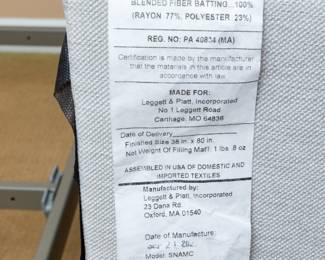 BLENDED FIBER BATTING...100%
(RAYON 77%, POLYESTER 23%)
REG. NO: PA 40834 (MA)
Certification is made by the manufacturer
that the materials in this article are in
accordance with law.
MADE FOR:
Leggett & Platt, Incorporated
No 1 Leggett Road
Carthage, MO 64836
Date of Delivery
Finished Size 38 in. x 80 in.
Net Weight Of Filling Mat'l 1 lbs .8 oz
ASSEMBLED IN USA OF DOMESTIC AND
IMPORTED TEXTILES
Manufactured by:
Leggett & Platt, Incorporated
23 Dana Rd
Oxford, MA 01540
Date of Manufacture:
Model: SNAMC